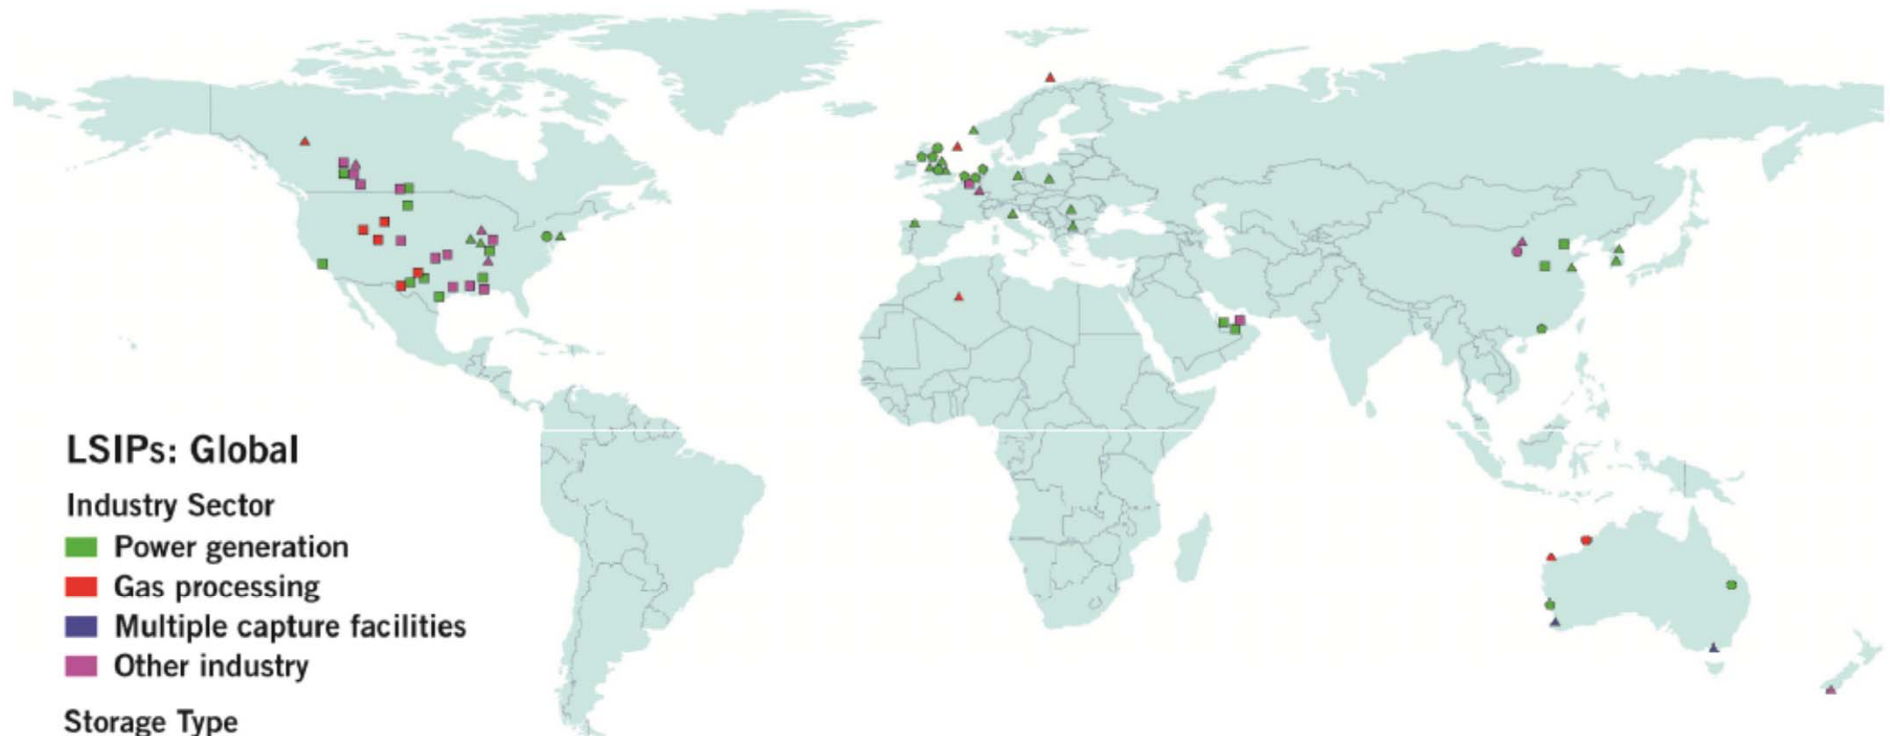 LSIPs: Global
Industry Sector
Power generation
Gas processing
Multiple capture facilities
Other industry
Storage Type